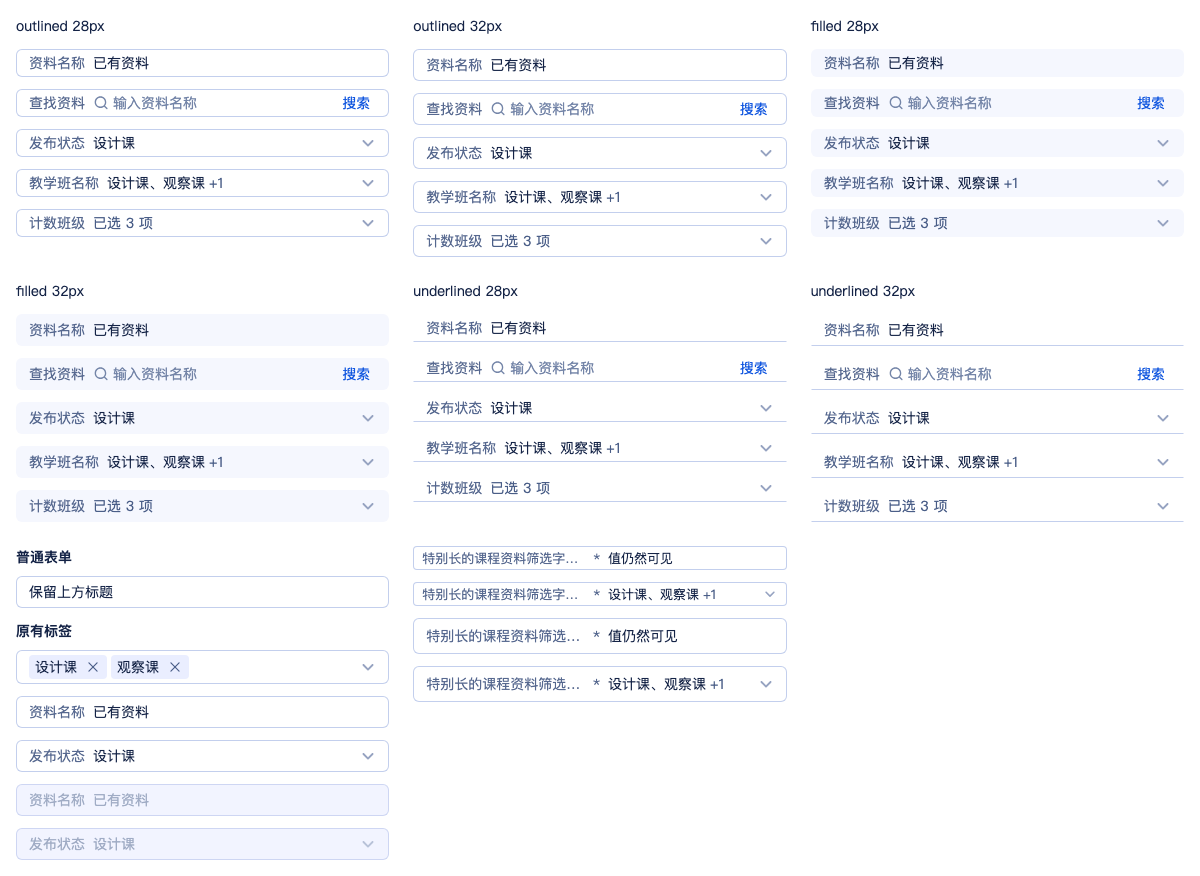 outlined 28px
资料名称 已有资料
查找资料 输入资料名称 搜索
发布状态 设计课
教学班名称 设计课、观察课 +1
计数班级 已选 3 项
outlined 32px
资料名称 已有资料
查找资料 输入资料名称 搜索
发布状态 设计课
教学班名称 设计课、观察课 +1
计数班级 已选 3 项
filled 28px
资料名称 已有资料
查找资料 输入资料名称 搜索
发布状态 设计课
教学班名称 设计课、观察课 +1
计数班级 已选 3 项
filled 32px
资料名称 已有资料
查找资料 输入资料名称 搜索
发布状态 设计课
教学班名称 设计课、观察课 +1
计数班级 已选 3 项
underlined 28px
资料名称 已有资料
查找资料 输入资料名称 搜索
发布状态 设计课
教学班名称 设计课、观察课 +1
计数班级 已选 3 项
underlined 32px
资料名称 已有资料
查找资料 输入资料名称 搜索
发布状态 设计课
教学班名称 设计课、观察课 +1
计数班级 已选 3 项
普通表单
保留上方标题
原有标签
设计课 观察课
资料名称 已有资料
发布状态 设计课
资料名称 已有资料
发布状态 设计课
特别长的课程资料筛选字... * 值仍然可见
特别长的课程资料筛选字... * 设计课、观察课 +1
特别长的课程资料筛选... * 值仍然可见
特别长的课程资料筛选... * 设计课、观察课 +1